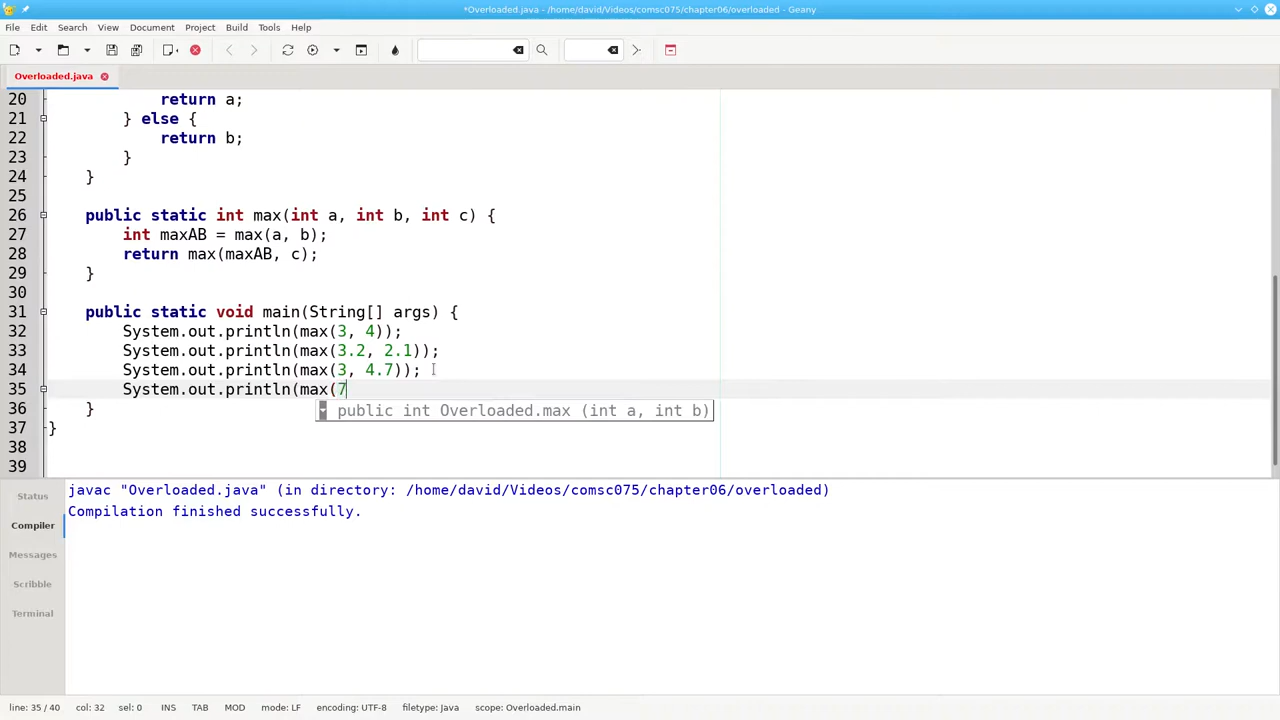 *Overloaded.java - /home/david/Videos/comsc075/chapter06/overloaded - Geany
File Edit Search View Document Project Build Tools Help
Overloaded.java
20 return a;
21 } else {
22 return b;
23 }
24 }
25
26 public static int max(int a, int b, int c) {
27 int maxAB = max(a, b);
28 return max(maxAB, c);
29 }
30
31 public static void main(String[] args) {
32 System.out.println(max(3, 4));
33 System.out.println(max(3.2, 2.1));
34 System.out.println(max(3, 4.7));
35 System.out.println(max(7
public int Overloaded.max (int a, int b)
36 }
37 }
38
39
Status
Compiler
Messages
Scribble
Terminal
javac "Overloaded.java" (in directory: /home/david/Videos/comsc075/chapter06/overloaded)
Compilation finished successfully.
line: 35 / 40 col: 32 sel: 0 INS TAB MOD mode: LF encoding: UTF-8 filetype: Java scope: Overloaded.main